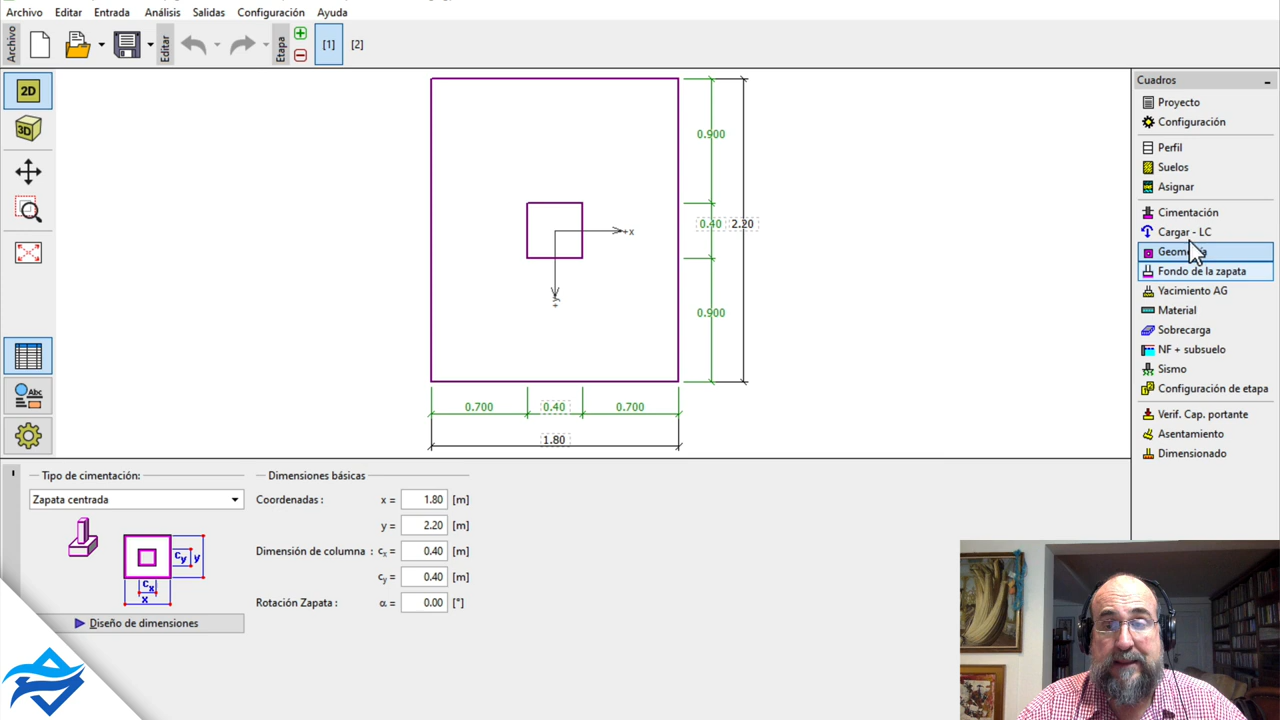 Archivo Editar Entrada Análisis Salidas Configuración Ayuda
Archivo
Editar
Etapa
[1]
[2]
2D
3D
Abc
0.900
0.40
2.20
0.900
+x
+y
0.700
0.40
0.700
1.80
Cuadros
Proyecto
Configuración
Perfil
Suelos
Asignar
Cimentación
Cargar - LC
Fondo de la zapata
Yacimiento AG
Material
Sobrecarga
NF + subsuelo
Sismo
Configuración de etapa
Verif. Cap. portante
Asentamiento
Dimensionado
Tipo de cimentación:
Zapata centrada
cy y
cx
x
Diseño de dimensiones
Dimensiones básicas
Coordenadas : x = 1.80 [m]
y = 2.20 [m]
Dimensión de columna : cx = 0.40 [m]
cy = 0.40 [m]
Rotación Zapata : α = 0.00 [°]